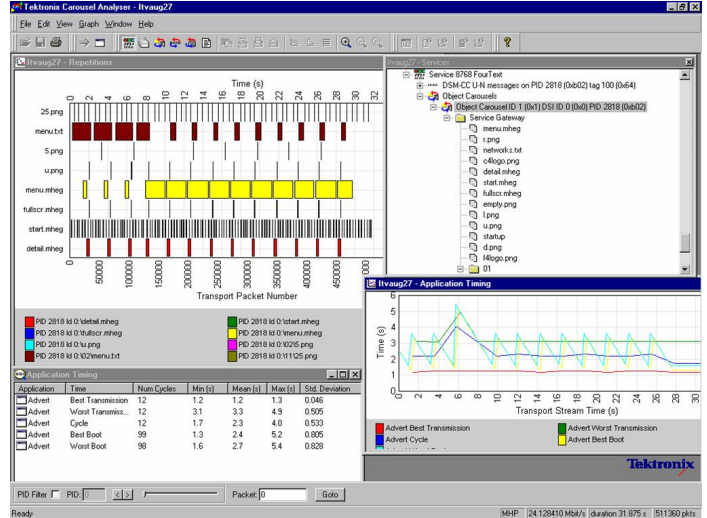 Tektronix Carousel Analyser - Itvaug27
File Edit View Graph Window Help
Itvaug27 - Repetitions
Time (s)
0 2 4 6 8 10 12 14 16 18 20 22 24 26 28 30 32
25.png
menu.txt
5.png
u.png
menu.mheg
fullscr.mheg
start.mheg
detail.mheg
0 50000 100000 150000 200000 250000 300000 350000 400000 450000
Transport Packet Number
PID 2818 Id 0:\detail.mheg
PID 2818 Id 0:\start.mheg
PID 2818 Id 0:\fullscr.mheg
PID 2818 Id 0:\menu.mheg
PID 2818 Id 0:\u.png
PID 2818 Id 0:\02\5.png
PID 2818 Id 0:\02\menu.txt
PID 2818 Id 0:\11\25.png
Itvaug27 - Services
Service 8768 FourText
DSM-CC U-N messages on PID 2818 (0xb02) tag 100 (0x64)
Object Carousels
Object Carousel ID 1 (0x1) DSI ID 0 (0x0) PID 2818 (0xb02)
Service Gateway
menu.mheg
r.png
networks.txt
c4logo.png
detail.mheg
start.mheg
fullscr.mheg
empty.png
l.png
u.png
startup
d.png
f4logo.png
01
Itvaug27 - Application Timing
Time (s)
6
5
4
3
2
1
0
0 2 4 6 8 10 12 14 16 18 20 22 24 26 28 30
Transport Stream Time (s)
Advert Best Transmission
Advert Worst Transmission
Advert Cycle
Advert Best Boot
Application Timing
Application Time Num Cycles Min (s) Mean (s) Max (s) Std. Deviation
Advert Best Transmission 12 1.2 1.2 1.3 0.046
Advert Worst Transmiss... 12 3.1 3.3 4.9 0.505
Advert Cycle 12 1.7 2.3 4.0 0.533
Advert Best Boot 99 1.3 2.4 5.2 0.805
Advert Worst Boot 98 1.6 2.7 5.4 0.828
Tektronix
PID Filter PID: 0 < > Packet: 0 Goto
Ready
MHP 24.128410 Mbit/s duration 31.875 s 511360 pkts